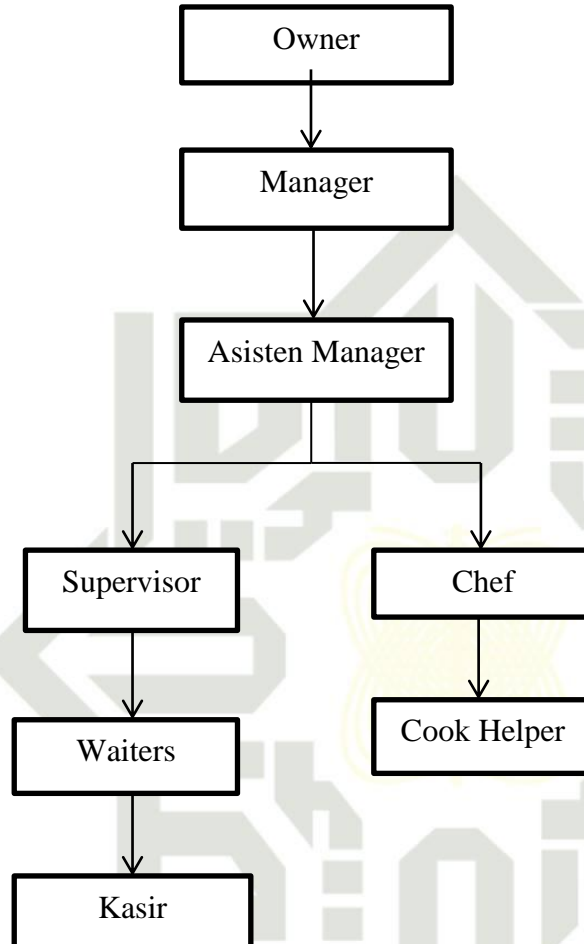 Owner
Manager
Asisten Manager
Supervisor
Chef
Waiters
Cook Helper
Kasir